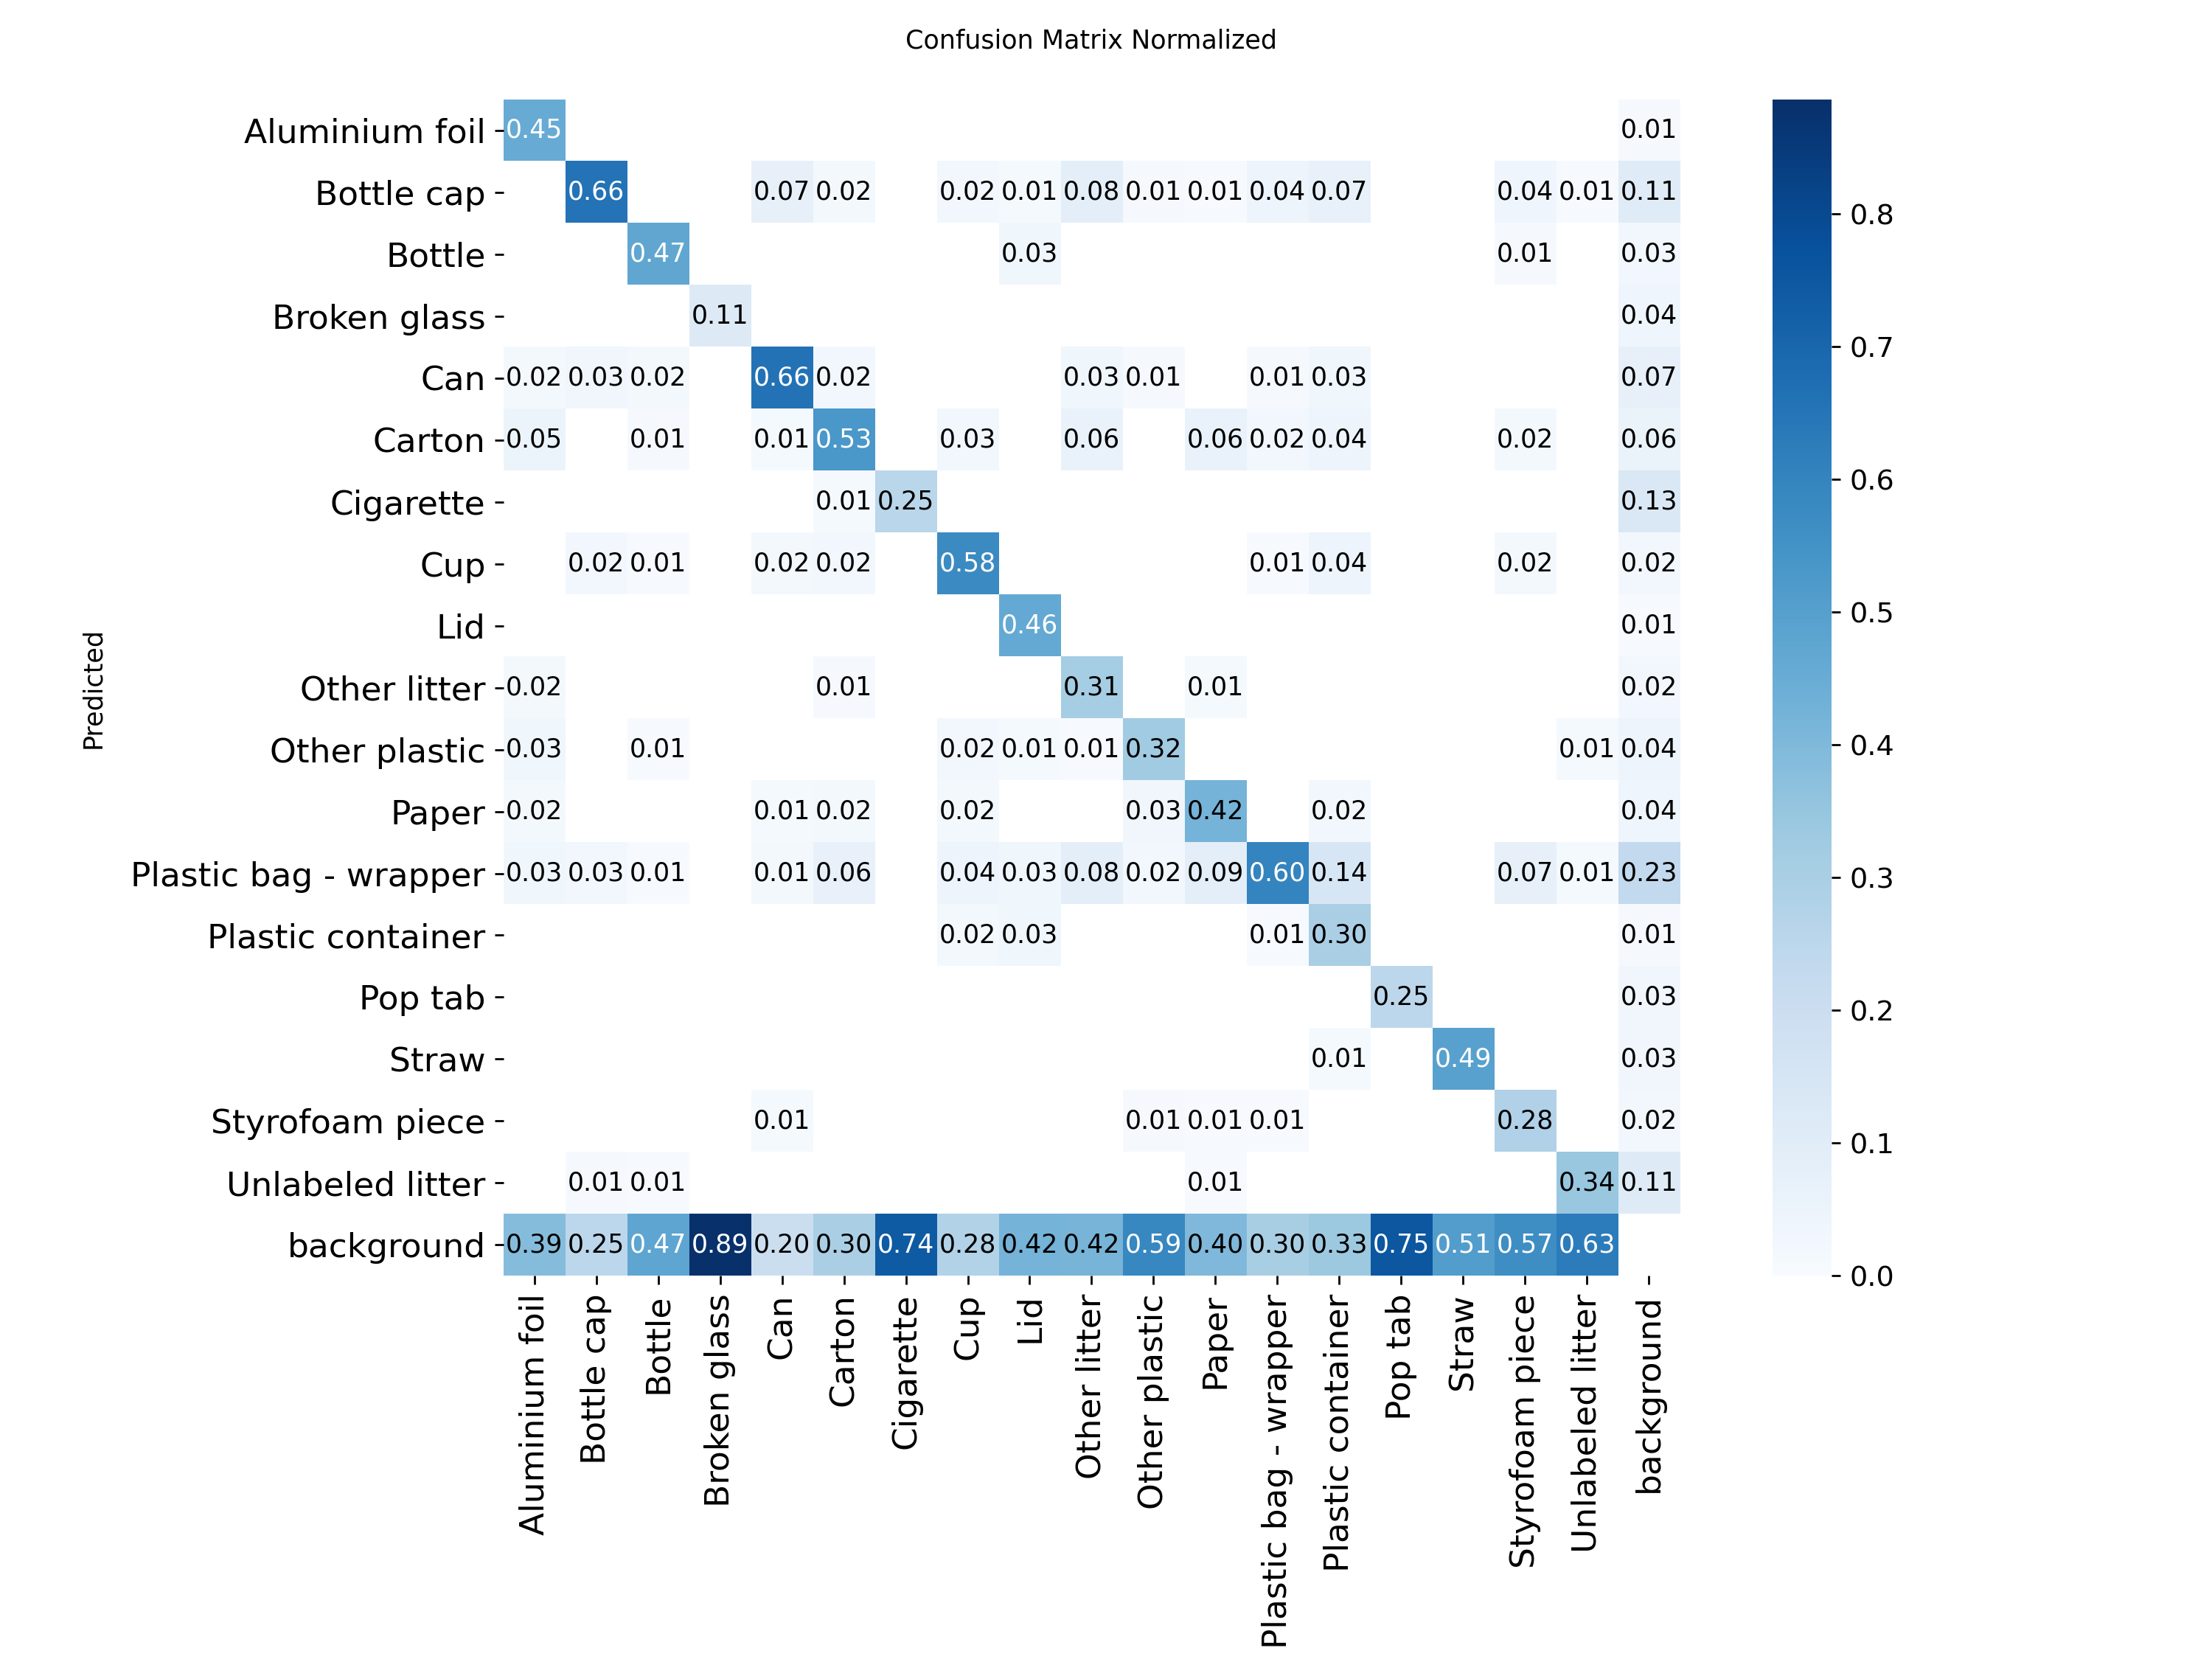 Confusion Matrix Normalized
Aluminium foil 0.45 0.01
Bottle cap 0.66 0.07 0.02 0.02 0.01 0.08 0.01 0.01 0.04 0.07 0.04 0.01 0.11
0.8
Bottle 0.47 0.03 0.01 0.03
Broken glass 0.11 0.04
0.7
Can 0.02 0.03 0.02 0.66 0.02 0.03 0.01 0.01 0.03 0.07
Carton 0.05 0.01 0.01 0.53 0.03 0.06 0.06 0.02 0.04 0.02 0.06
0.6
Cigarette 0.01 0.25 0.13
Cup 0.02 0.01 0.02 0.02 0.58 0.01 0.04 0.02 0.02
0.5
Lid 0.46 0.01
Predicted
Other litter 0.02 0.01 0.31 0.01 0.02
Other plastic 0.03 0.01 0.02 0.01 0.01 0.32 0.01 0.04
0.4
Paper 0.02 0.01 0.02 0.02 0.03 0.42 0.02 0.04
Plastic bag - wrapper 0.03 0.03 0.01 0.01 0.06 0.04 0.03 0.08 0.02 0.09 0.60 0.14 0.07 0.01 0.23
0.3
Plastic container 0.02 0.03 0.01 0.30 0.01
Pop tab 0.25 0.03
0.2
Straw 0.01 0.49 0.03
Styrofoam piece 0.01 0.01 0.01 0.01 0.28 0.02
0.1
Unlabeled litter 0.01 0.01 0.01 0.34 0.11
background 0.39 0.25 0.47 0.89 0.20 0.30 0.74 0.28 0.42 0.42 0.59 0.40 0.30 0.33 0.75 0.51 0.57 0.63
0.0
Aluminium foil
Bottle cap
Bottle
Broken glass
Can
Carton
Cigarette
Cup
Lid
Other litter
Other plastic
Paper
Plastic bag - wrapper
Plastic container
Pop tab
Straw
Styrofoam piece
Unlabeled litter
background